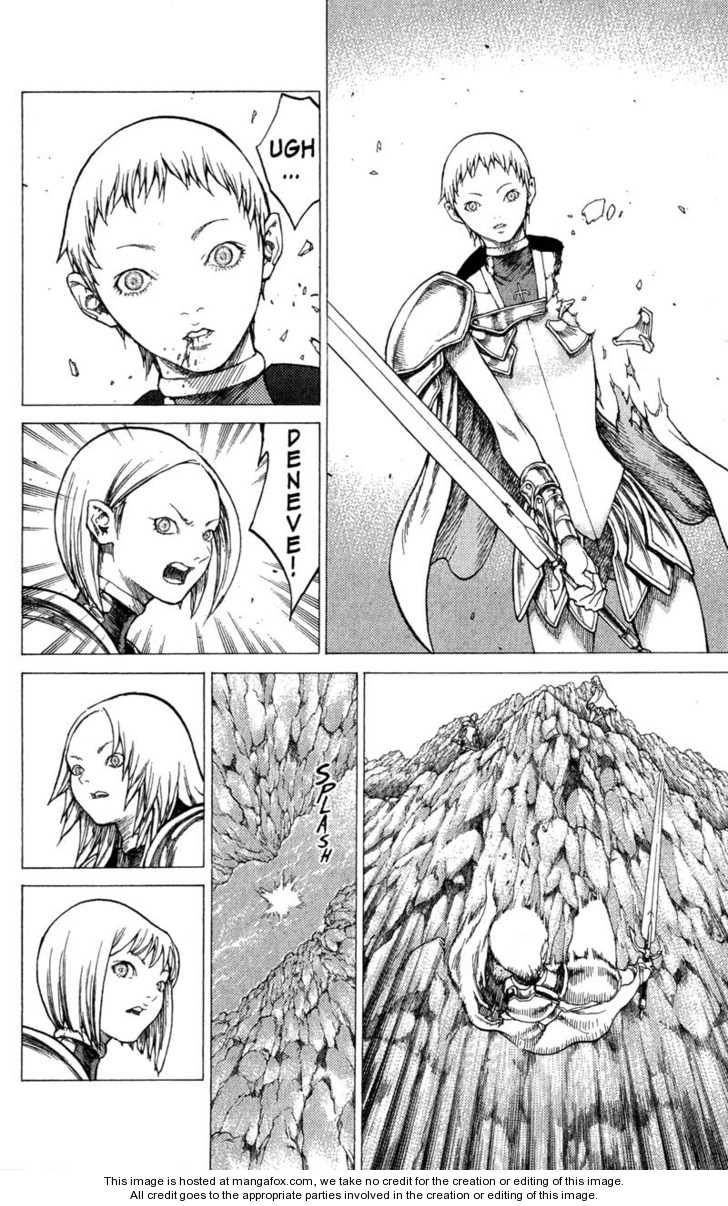 UGH
...
DENEVE!
SPLASH
This image is hosted at mangafox.com, we take no credit for the creation or editing of this image.
All credit goes to the appropriate parties involved in the creation or editing of this image.